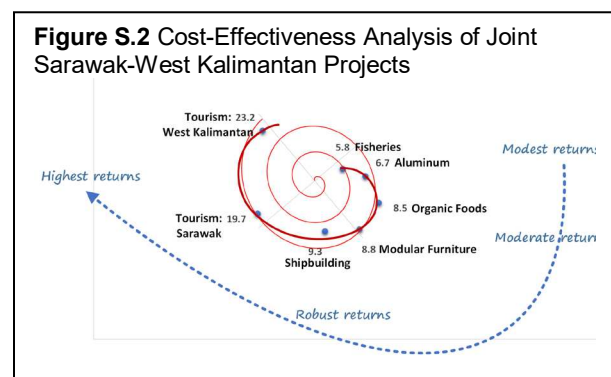 Figure S.2 Cost-Effectiveness Analysis of Joint
Sarawak-West Kalimantan Projects
Tourism: 23.2
West Kalimantan
5.8 Fisheries
6.7 Aluminum
Modest returns
Highest returns
8.5 Organic Foods
Tourism: 19.7
Sarawak
Moderate return
9.3
Shipbuilding
8.8 Modular Furniture
Robust returns